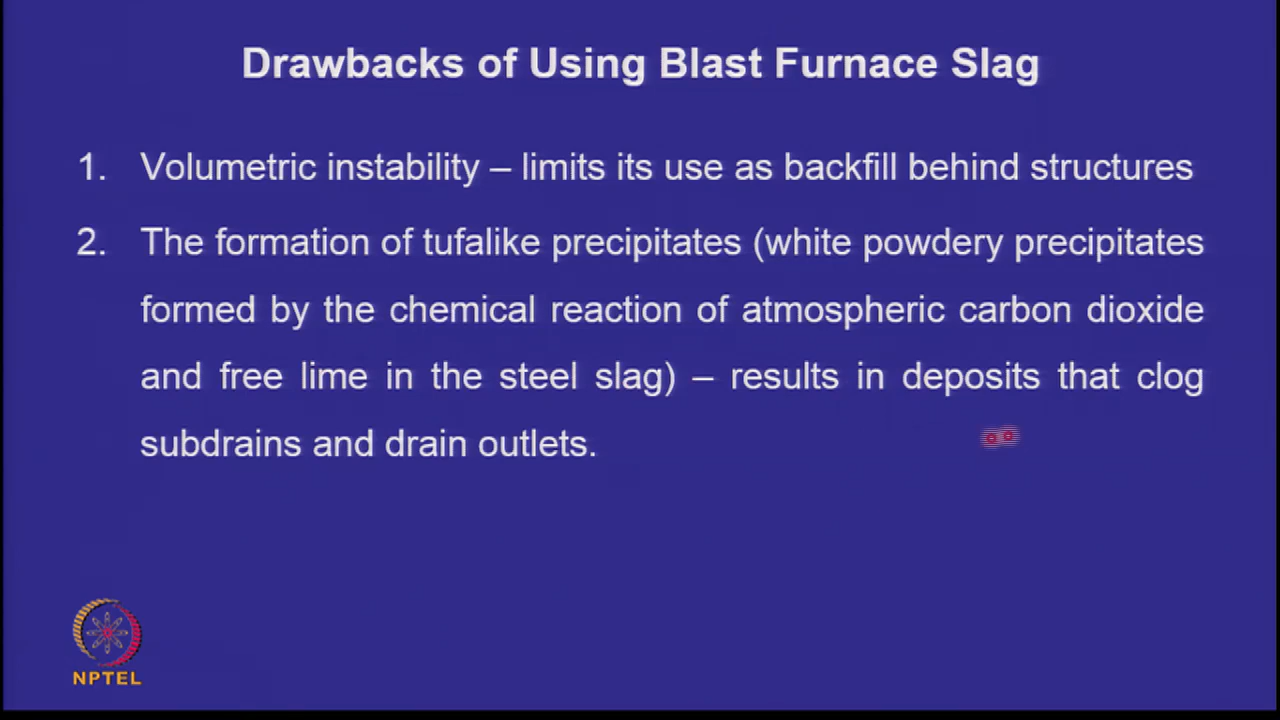 Drawbacks of Using Blast Furnace Slag
1. Volumetric instability – limits its use as backfill behind structures
2. The formation of tufalike precipitates (white powdery precipitates
formed by the chemical reaction of atmospheric carbon dioxide
and free lime in the steel slag) – results in deposits that clog
subdrains and drain outlets.
NPTEL